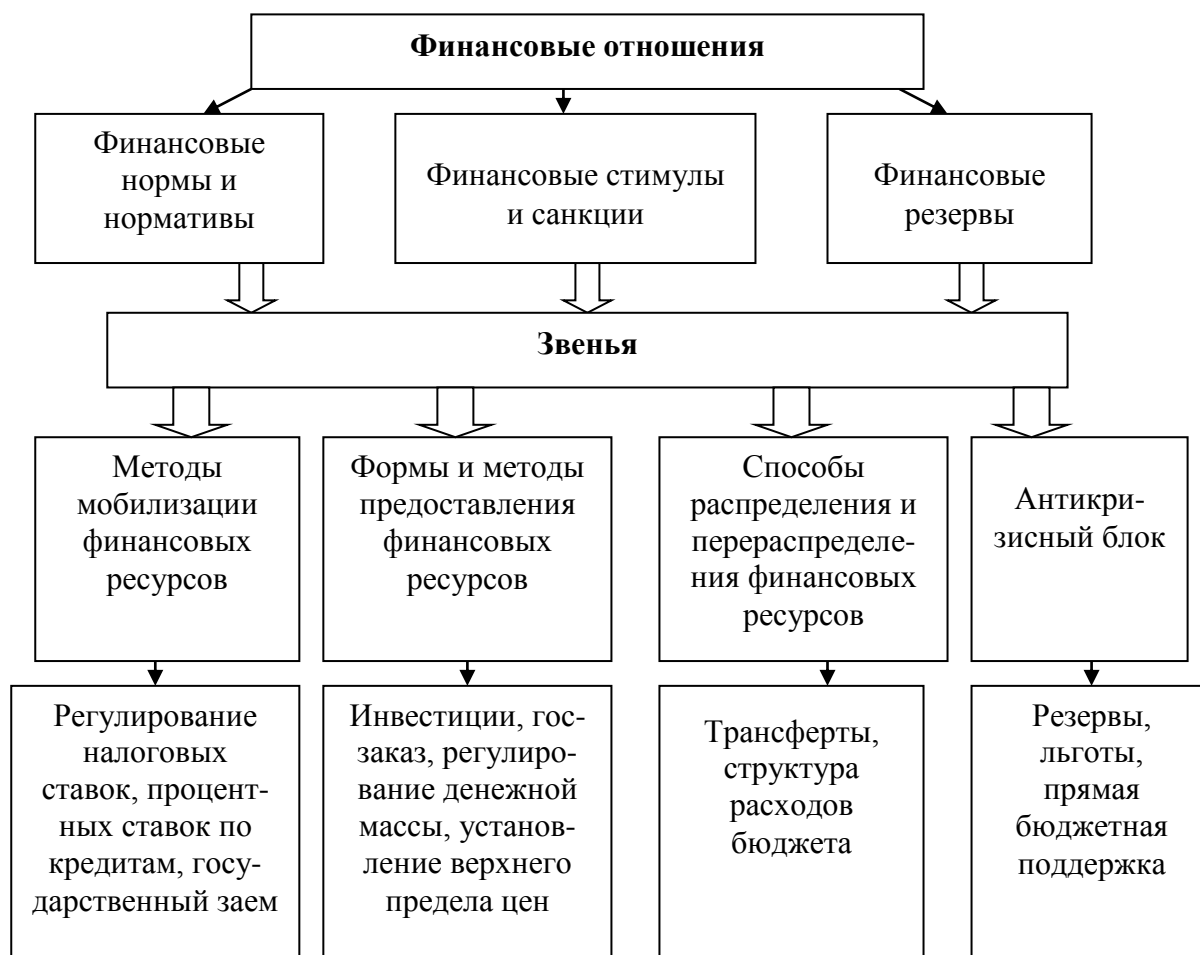 Финансовые отношения
Финансовые
нормы и
нормативы
Финансовые стимулы
и санкции
Финансовые
резервы
Звенья
Методы
мобилизации
финансовых
ресурсов
Формы и методы
предоставления
финансовых
ресурсов
Способы
распределения и
перераспределе-
ния финансовых
ресурсов
Антикри-
зисный блок
Регулирование
налоговых
ставок, процент-
ных ставок по
кредитам, госу-
дарственный заем
Инвестиции, гос-
заказ, регулиро-
вание денежной
массы, установ-
ление верхнего
предела цен
Трансферты,
структура
расходов
бюджета
Резервы,
льготы,
прямая
бюджетная
поддержка